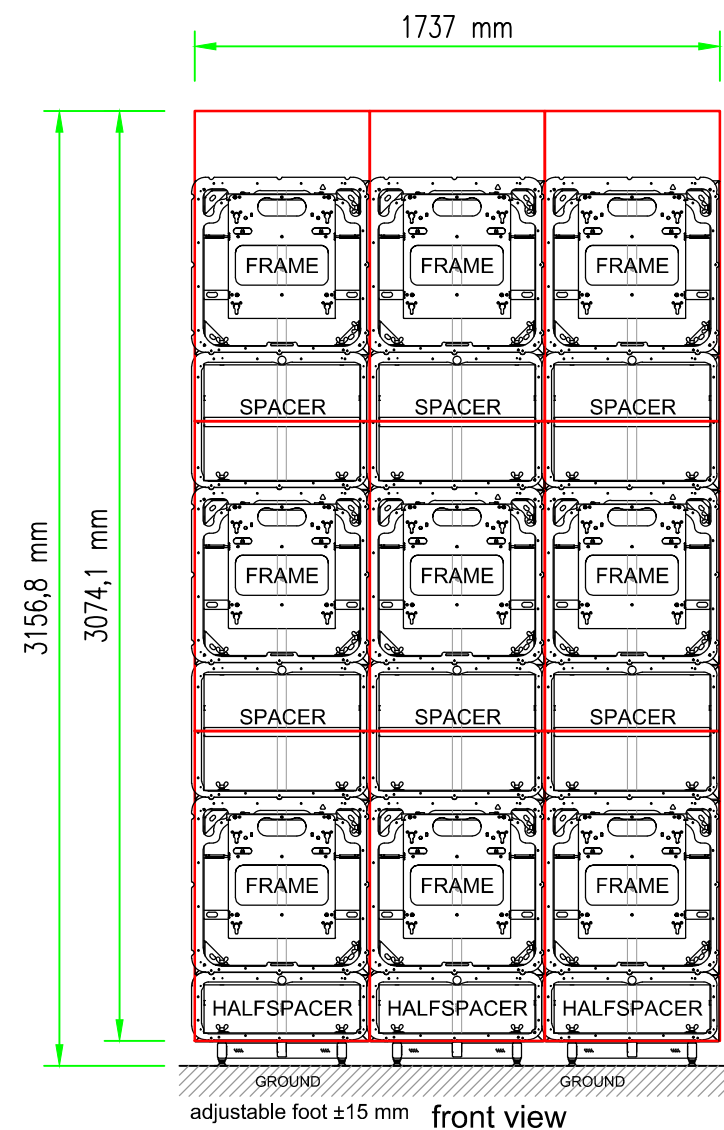 1737 mm
3156,8 mm
3074,1 mm
FRAME FRAME FRAME
SPACER SPACER SPACER
FRAME FRAME FRAME
SPACER SPACER SPACER
FRAME FRAME FRAME
HALFSPACER HALFSPACER HALFSPACER
GROUND GROUND
adjustable foot ±15 mm front view